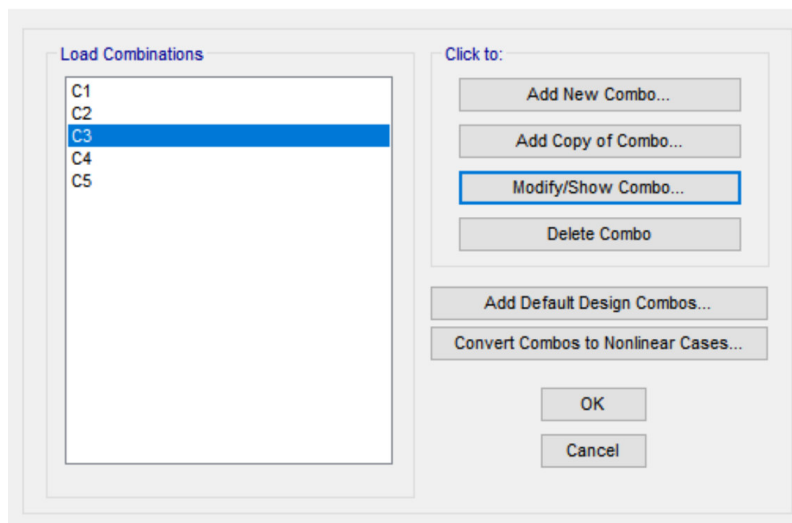 Load Combinations
C1
C2
C3
C4
C5
Click to:
Add New Combo...
Add Copy of Combo...
Modify/Show Combo...
Delete Combo
Add Default Design Combos...
Convert Combos to Nonlinear Cases...
OK
Cancel